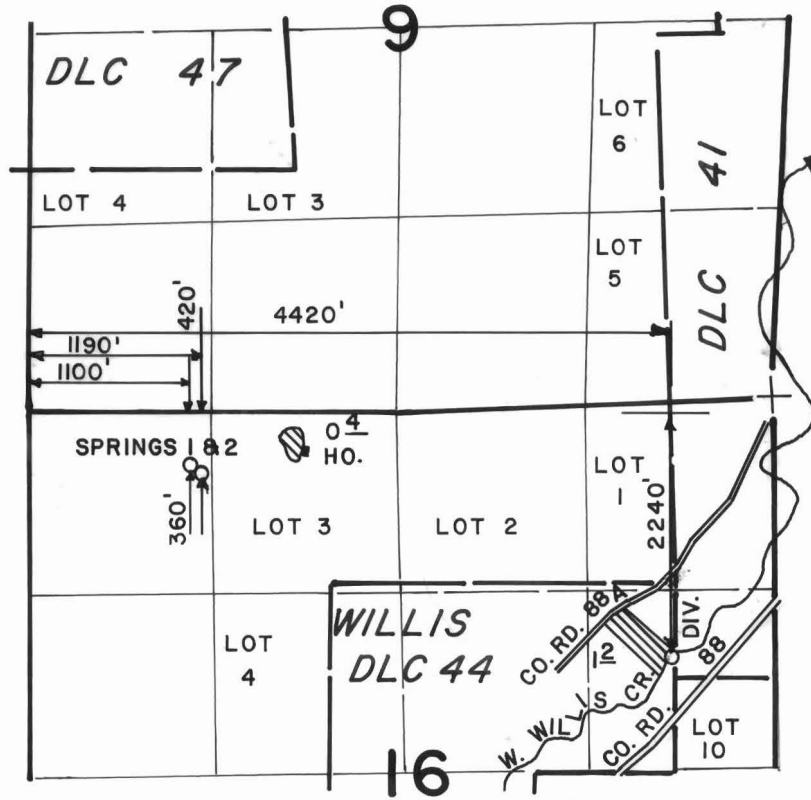 9
DLC 47
LOT
6
41
LOT 4
LOT 3
LOT
5
DLC
420'
4420'
1190'
1100'
SPRINGS 1 & 2
0 4
HO.
LOT
1
360'
2240'
LOT 3
LOT 2
WILLIS
DLC 44
CO. RD. 88A
DIV.
LOT
4
1 2
W. WILLIS CR.
CO. RD. 88
LOT
10
16